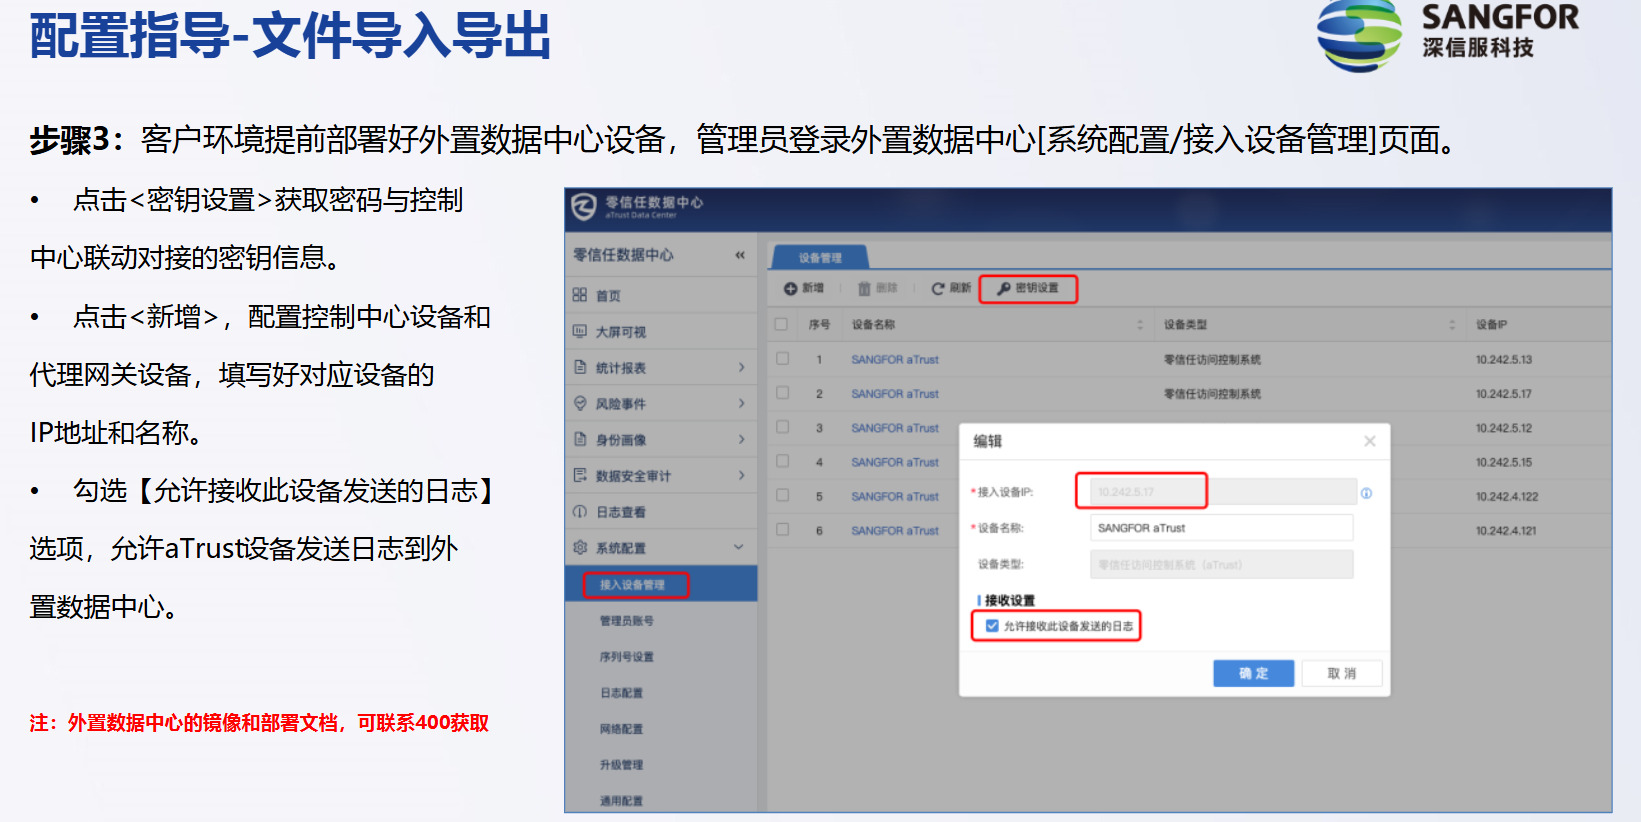 配置指导-文件导入导出
SANGFOR
深信服科技
步骤3：客户环境提前部署好外置数据中心设备，管理员登录外置数据中心[系统配置/接入设备管理]页面。
• 点击<密钥设置>获取密码与控制
中心联动对接的密钥信息。
• 点击<新增>，配置控制中心设备和
代理网关设备，填写好对应设备的
IP地址和名称。
• 勾选【允许接收此设备发送的日志】
选项，允许aTrust设备发送日志到外
置数据中心。
注：外置数据中心的镜像和部署文档，可联系400获取
零信任数据中心
aTrust Data Center
零信任数据中心 «
首页
大屏可视
统计报表
风险事件
身份画像
数据安全审计
日志查看
系统配置
接入设备管理
管理员账号
序列号设置
日志配置
网络配置
升级管理
通用配置
设备管理
新增 删除 刷新 密钥设置
序号 设备名称 设备类型 设备IP
1 SANGFOR aTrust 零信任访问控制系统 10.242.5.13
2 SANGFOR aTrust 零信任访问控制系统 10.242.5.17
3 SANGFOR aTrust 10.242.5.12
4 SANGFOR aTrust 10.242.5.15
5 SANGFOR aTrust 10.242.4.122
6 SANGFOR aTrust 10.242.4.121
编辑
*接入设备IP: 10.242.5.17
*设备名称: SANGFOR aTrust
设备类型: 零信任访问控制系统（aTrust）
接收设置
允许接收此设备发送的日志
确定 取消